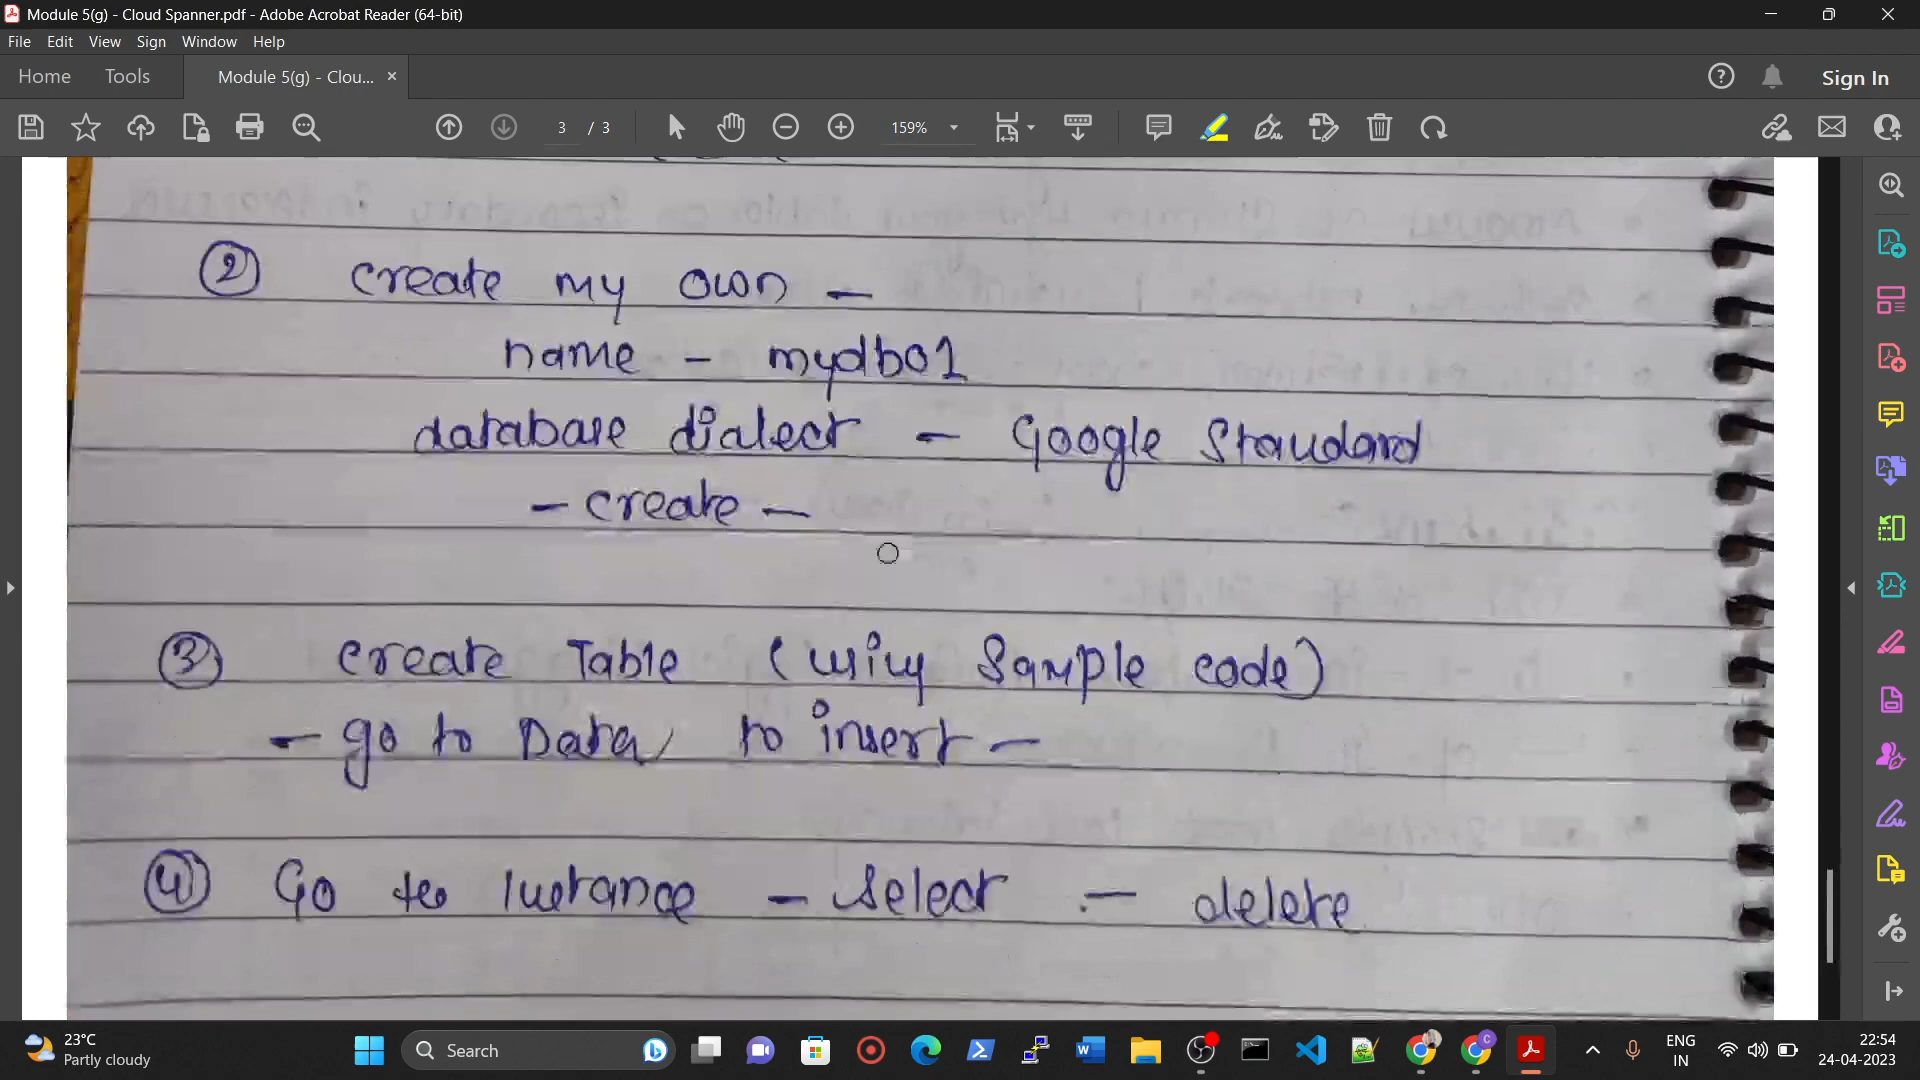 Module 5(g) - Cloud Spanner.pdf - Adobe Acrobat Reader (64-bit)
File Edit View Sign Window Help
Home Tools Module 5(g) - Clou... × Sign In
3 / 3 159%
② create my own -
name - mydb01
database dialect - Google Standard
- create -
③ create Table (using Sample code)
- go to Data, to insert -
④ Go to Instance - select - delete
23°C
Partly cloudy
Search
ENG
IN
22:54
24-04-2023